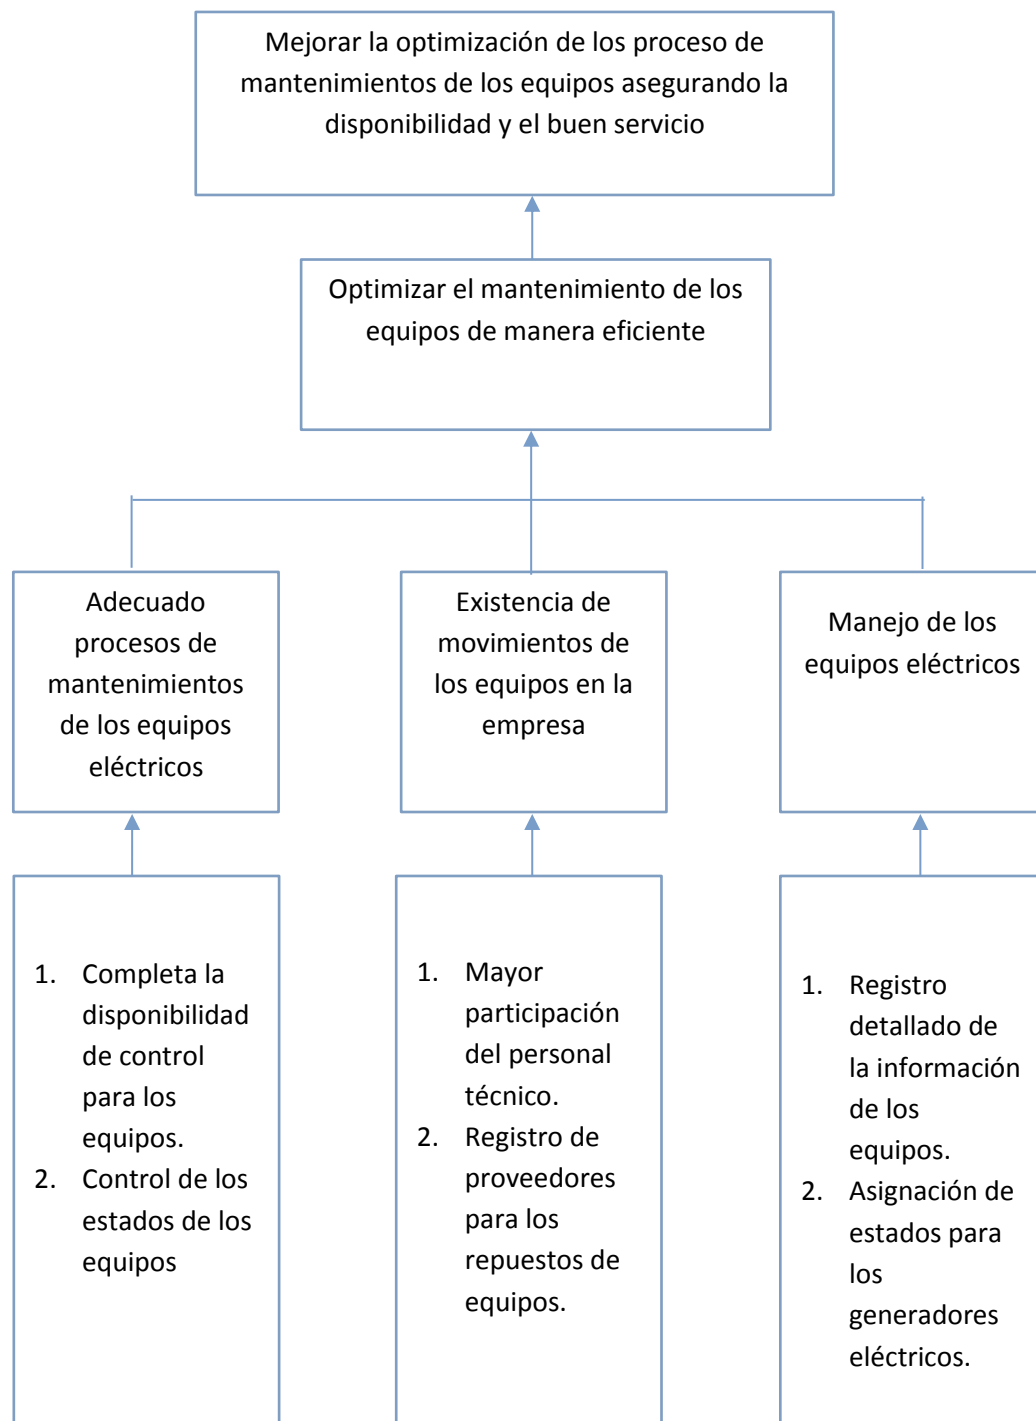 Mejorar la optimización de los proceso de
mantenimientos de los equipos asegurando la
disponibilidad y el buen servicio
Optimizar el mantenimiento de los
equipos de manera eficiente
Adecuado
procesos de
mantenimientos
de los equipos
eléctricos
Existencia de
movimientos de
los equipos en la
empresa
Manejo de los
equipos eléctricos
1. Completa la
disponibilidad
de control
para los
equipos.
2. Control de los
estados de los
equipos
1. Mayor
participación
del personal
técnico.
2. Registro de
proveedores
para los
repuestos de
equipos.
1. Registro
detallado de
la información
de los
equipos.
2. Asignación de
estados para
los
generadores
eléctricos.